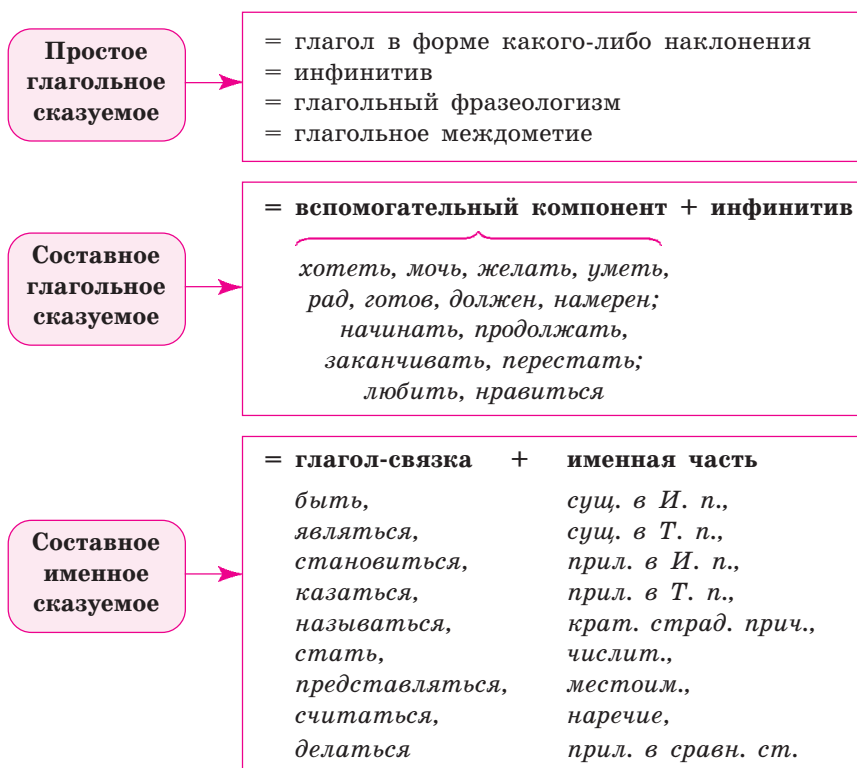 Простое
глагольное
сказуемое
= глагол в форме какого-либо наклонения
= инфинитив
= глагольный фразеологизм
= глагольное междометие
Составное
глагольное
сказуемое
= вспомогательный компонент + инфинитив
хотеть, мочь, желать, уметь,
рад, готов, должен, намерен;
начинать, продолжать,
заканчивать, перестать;
любить, нравиться
Составное
именное
сказуемое
= глагол-связка + именная часть
быть, сущ. в И. п.,
являться, сущ. в Т. п.,
становиться, прил. в И. п.,
казаться, прил. в Т. п.,
называться, крат. страд. прич.,
стать, числит.,
представляться, местоим.,
считаться, наречие,
делаться прил. в сравн. ст.